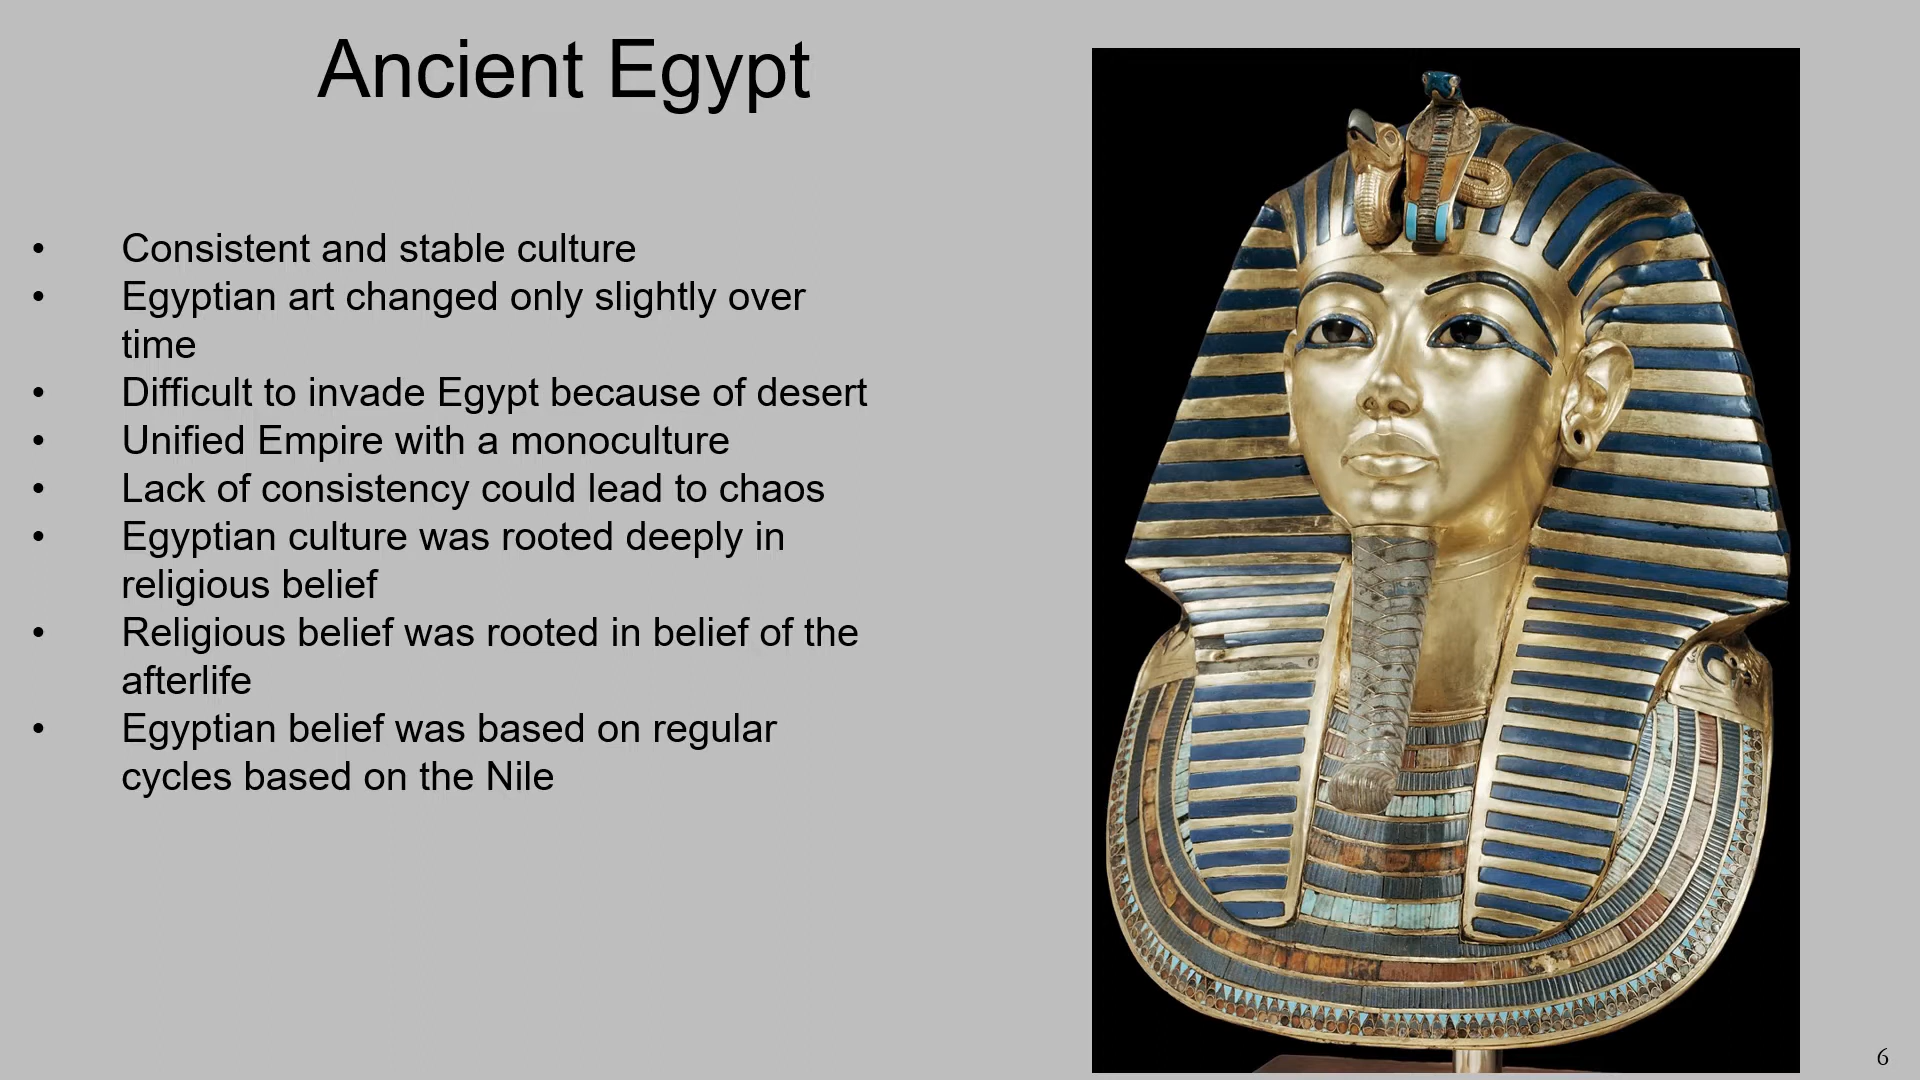 Ancient Egypt
• Consistent and stable culture
• Egyptian art changed only slightly over
time
• Difficult to invade Egypt because of desert
• Unified Empire with a monoculture
• Lack of consistency could lead to chaos
• Egyptian culture was rooted deeply in
religious belief
• Religious belief was rooted in belief of the
afterlife
• Egyptian belief was based on regular
cycles based on the Nile
6